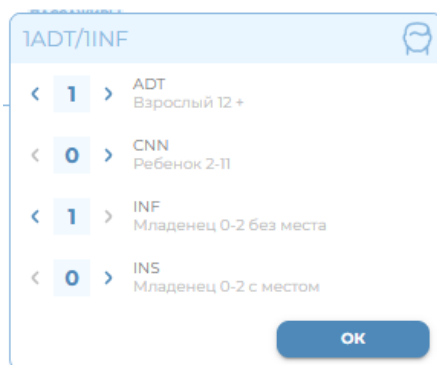 1ADT/1INF
1
ADT
Взрослый 12 +
0
CNN
Ребенок 2-11
1
INF
Младенец 0-2 без места
0
INS
Младенец 0-2 с местом
ОК